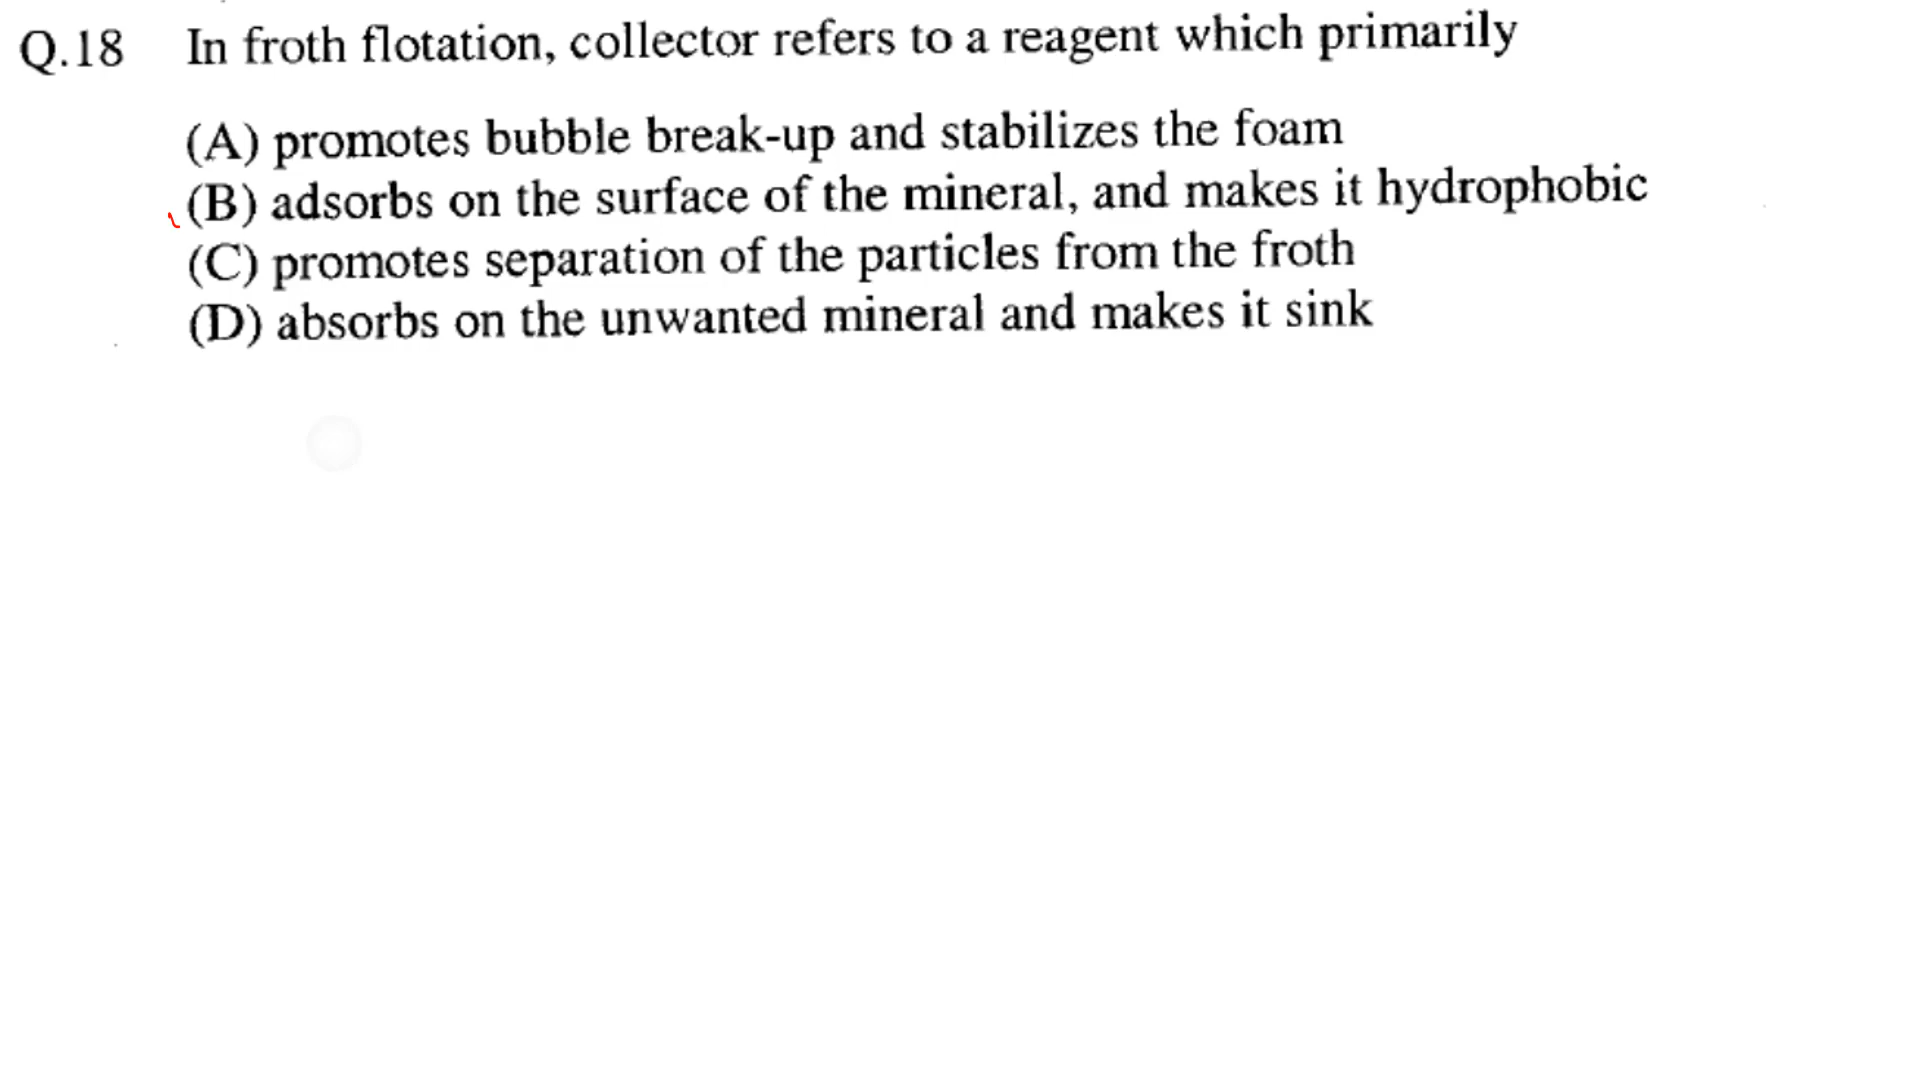 Q.18 In froth flotation, collector refers to a reagent which primarily
(A) promotes bubble break-up and stabilizes the foam
(B) adsorbs on the surface of the mineral, and makes it hydrophobic
(C) promotes separation of the particles from the froth
(D) absorbs on the unwanted mineral and makes it sink